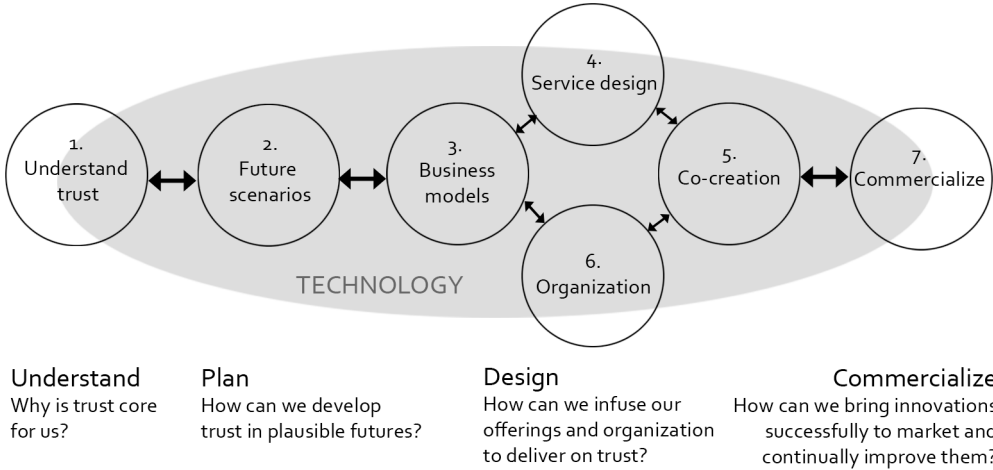 1.
Understand
trust
2.
Future
scenarios
3.
Business
models
4.
Service design
5.
Co-creation
6.
Organization
7.
Commercialize
TECHNOLOGY
Understand
Why is trust core
for us?
Plan
How can we develop
trust in plausible futures?
Design
How can we infuse our
offerings and organization
to deliver on trust?
Commercialize
How can we bring innovations
successfully to market and
continually improve them?